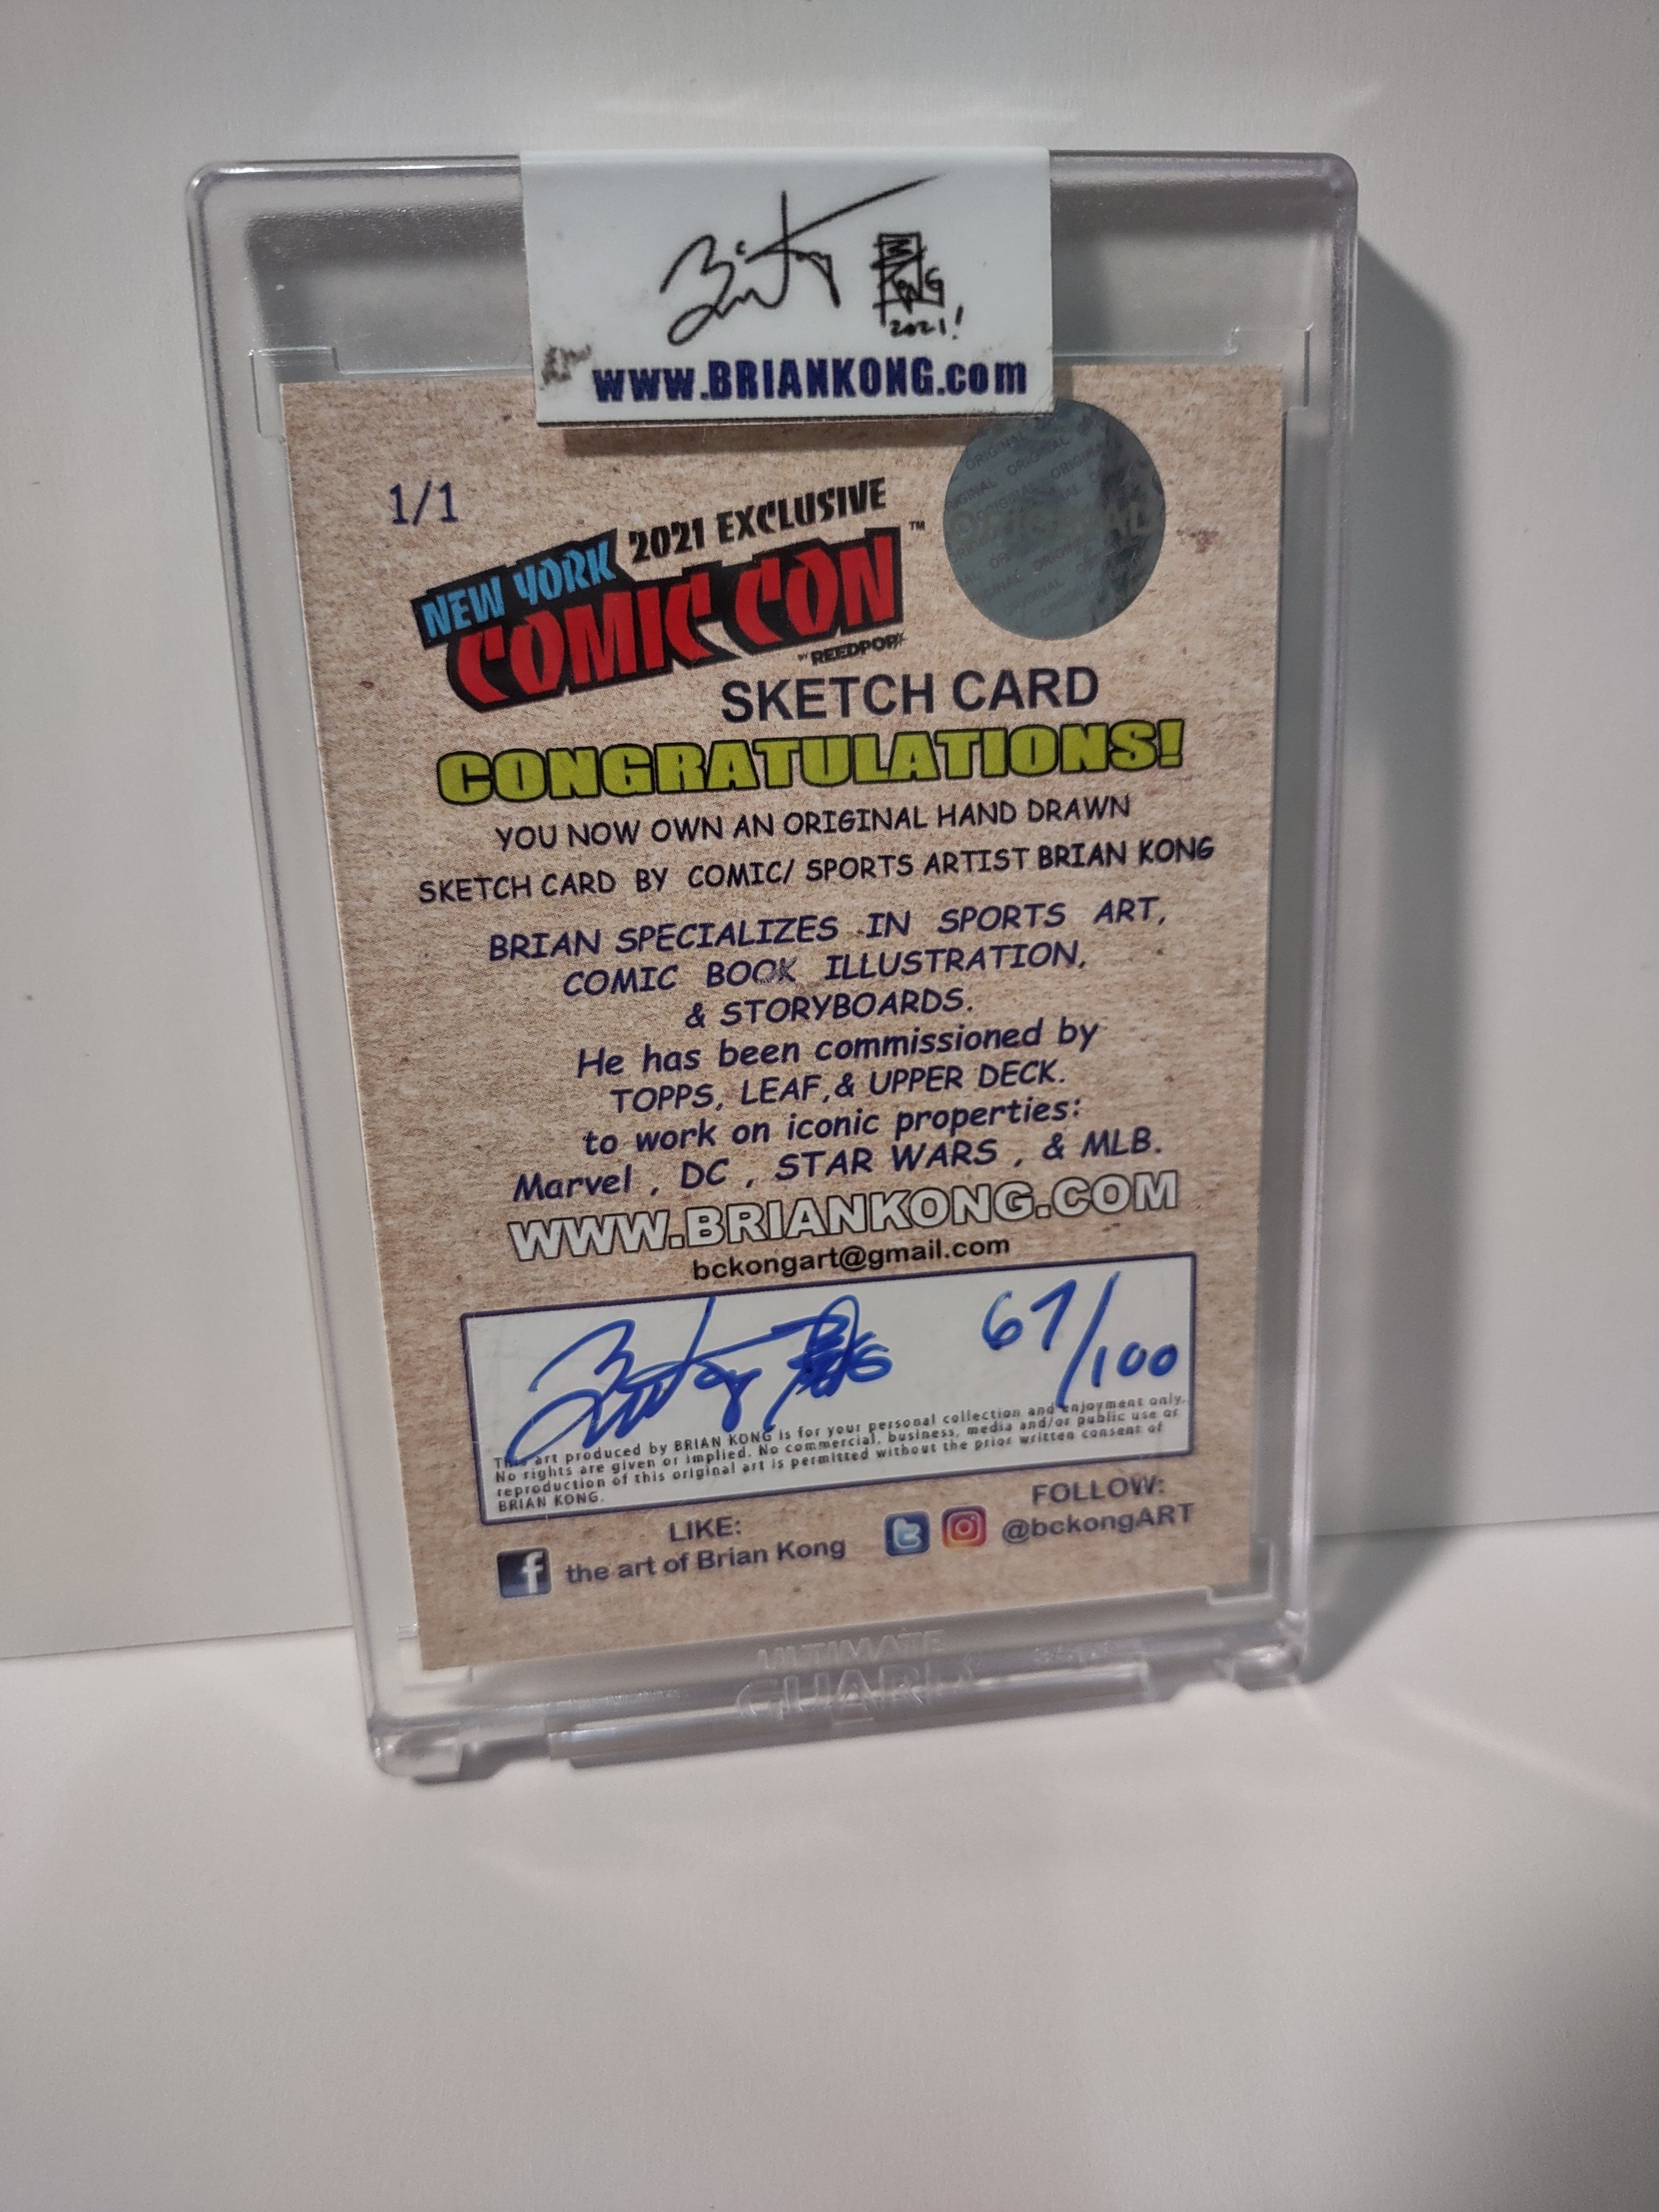 2021!
www.BRIANKONG.com
1/1
2021 EXCLUSIVE
NEW YORK
COMIC CON™
BY REEDPOP
ORIGINAL
SKETCH CARD
CONGRATULATIONS!
YOU NOW OWN AN ORIGINAL HAND DRAWN
SKETCH CARD BY COMIC/ SPORTS ARTIST BRIAN KONG
BRIAN SPECIALIZES IN SPORTS ART,
COMIC BOOK ILLUSTRATION,
& STORYBOARDS.
He has been commissioned by
TOPPS, LEAF,& UPPER DECK.
to work on iconic properties:
Marvel , DC , STAR WARS , & MLB.
WWW.BRIANKONG.COM
bckongart@gmail.com
67/100
This art produced by BRIAN KONG is for your personal collection and enjoyment only.
No rights are given or implied. No commercial, business, media and/or public use or
reproduction of this original art is permitted without the prior written consent of
BRIAN KONG.
LIKE:
the art of Brian Kong
FOLLOW:
@bckongART
ULTIMATE
GUARD